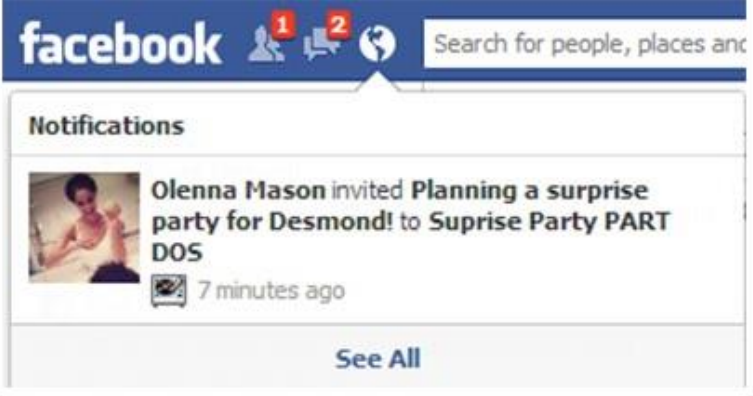 facebook 1 2 Search for people, places and
Notifications
Olenna Mason invited Planning a surprise
party for Desmond! to Suprise Party PART
DOS
7 minutes ago
See All